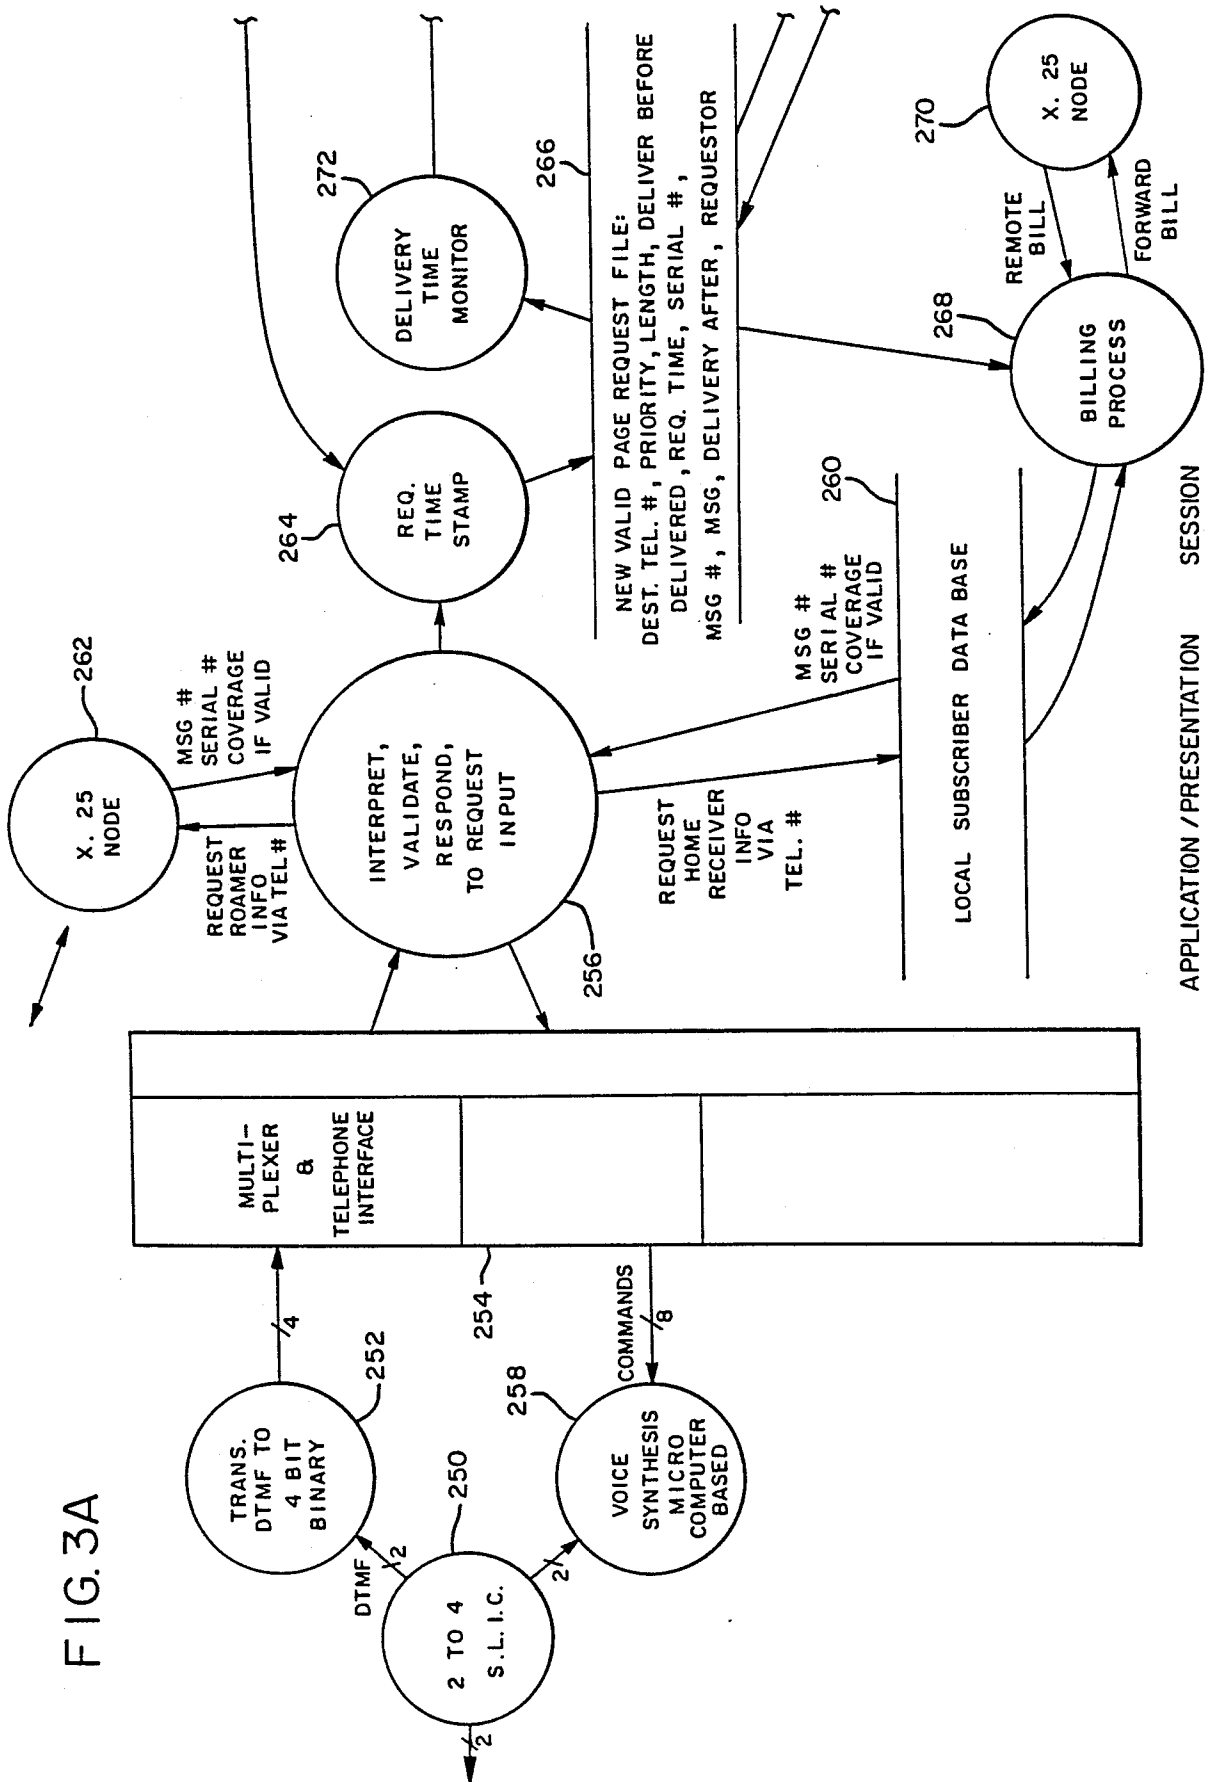 FIG. 3A
2
2 TO 4
S.L.I.C.
250
DTMF
2
2
TRANS.
DTMF TO
4 BIT
BINARY
252
4
VOICE
SYNTHESIS
MICRO
COMPUTER
BASED
258
COMMANDS
8
MULTI-
PLEXER
&
TELEPHONE
INTERFACE
254
X. 25
NODE
262
REQUEST
ROAMER
INFO
VIA TEL#
MSG #
SERIAL #
COVERAGE
IF VALID
INTERPRET,
VALIDATE,
RESPOND,
TO REQUEST
INPUT
256
REQUEST
HOME
RECEIVER
INFO
VIA
TEL. #
MSG #
SERIAL #
COVERAGE
IF VALID
260
LOCAL SUBSCRIBER DATA BASE
REQ.
TIME
STAMP
264
DELIVERY
TIME
MONITOR
272
266
NEW VALID PAGE REQUEST FILE:
DEST. TEL. #, PRIORITY, LENGTH, DELIVER BEFORE
DELIVERED, REQ. TIME, SERIAL #,
MSG #, MSG, DELIVERY AFTER, REQUESTOR
BILLING
PROCESS
268
REMOTE
BILL
FORWARD
BILL
X. 25
NODE
270
APPLICATION/PRESENTATION SESSION